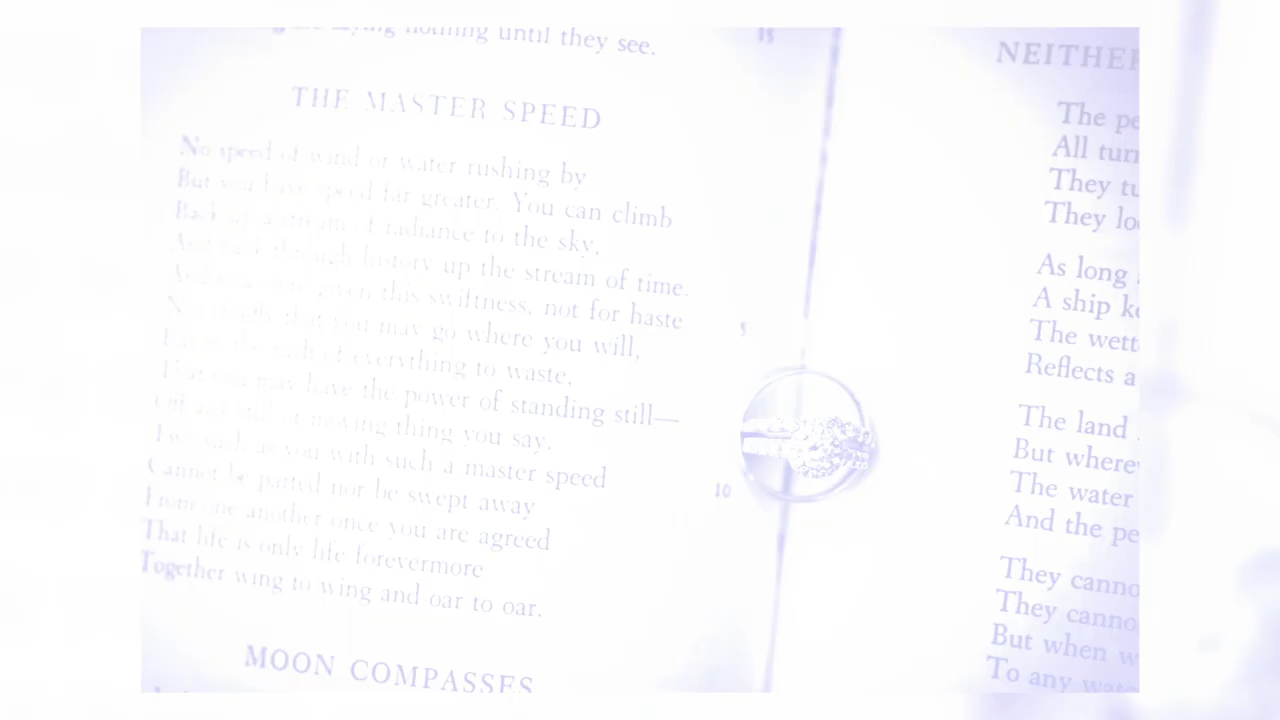 nothing until they see.
15
THE MASTER SPEED
No speed of wind or water rushing by
But you have speed far greater. You can climb
Back up a stream of radiance to the sky,
And back through history up the stream of time.
And you were given this swiftness, not for haste
Nor chiefly that you may go where you will,
But in the rush of everything to waste,
That you may have the power of standing still—
Off any still or moving thing you say.
Two such as you with such a master speed
Cannot be parted nor be swept away
From one another once you are agreed
That life is only life forevermore
Together wing to wing and oar to oar.
5
10
MOON COMPASSES
NEITHER
The pe
All turn
They tu
They loo
As long
A ship ke
The wett
Reflects a
The land
But where
The water
And the pe
They canno
They canno
But when w
To any wate